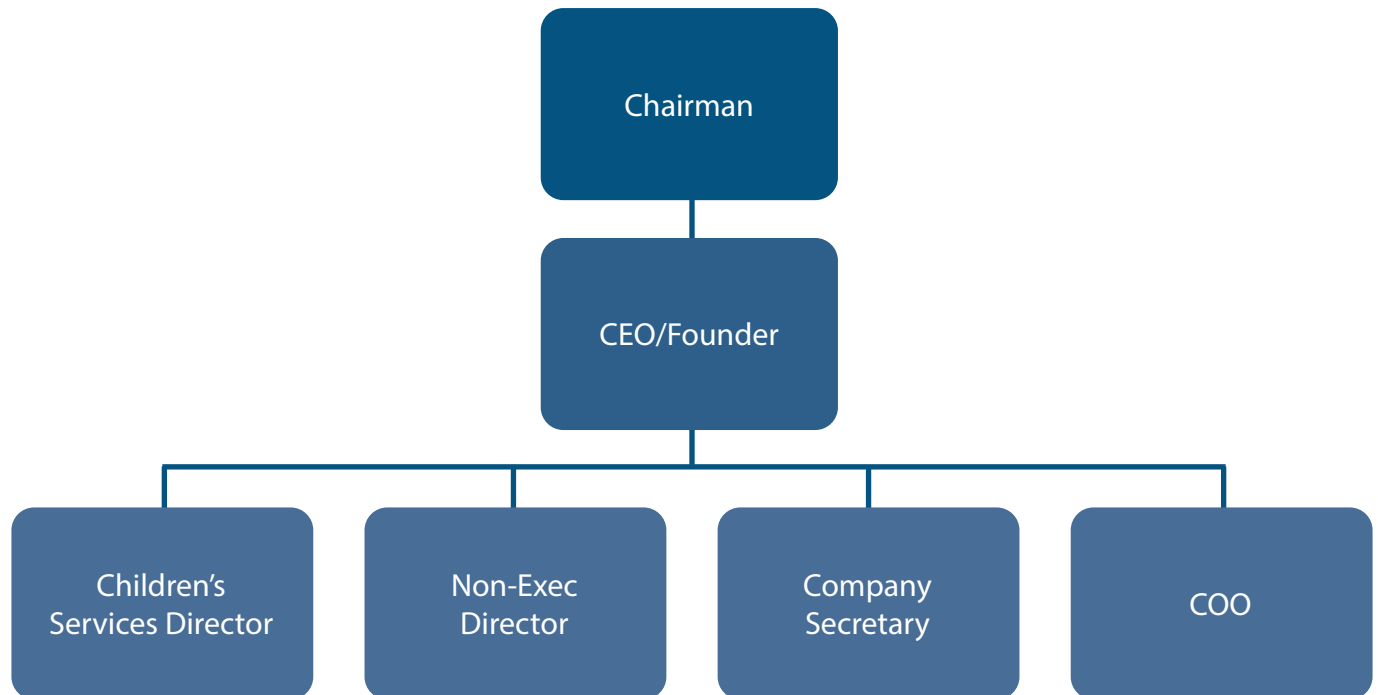 Chairman
CEO/Founder
Children’s
Services Director
Non-Exec
Director
Company
Secretary
COO